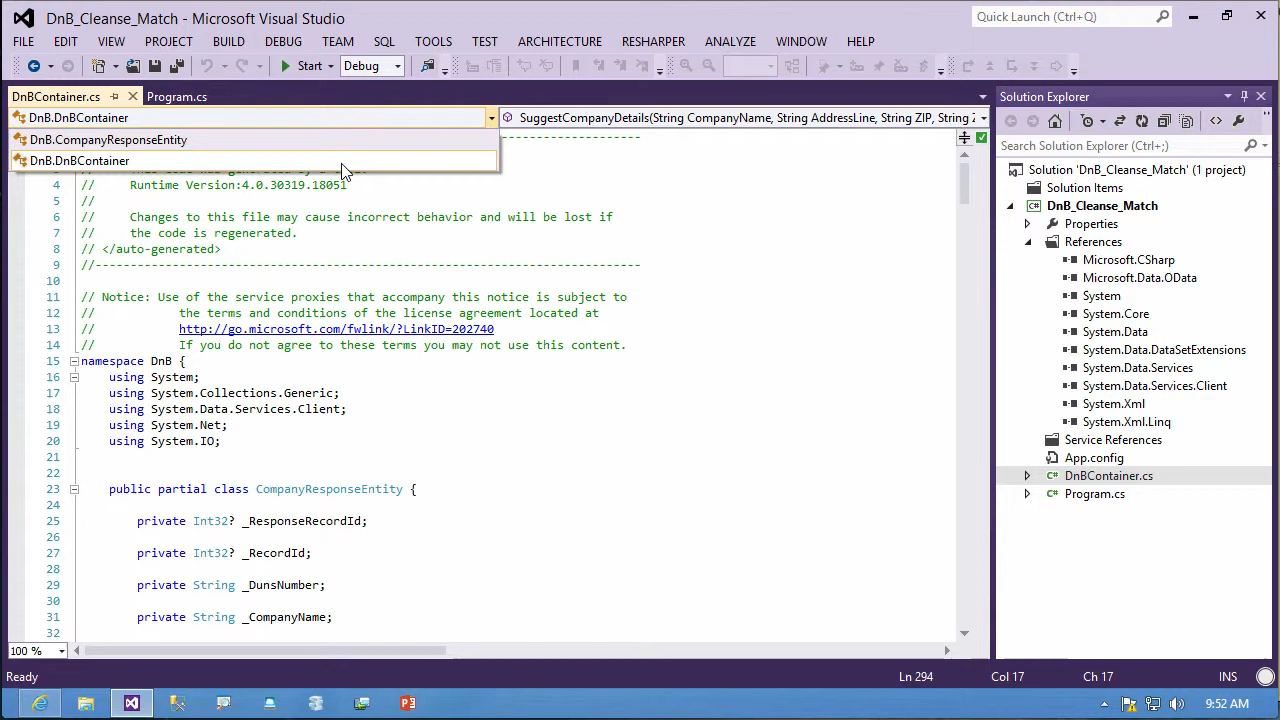 DnB_Cleanse_Match - Microsoft Visual Studio
Quick Launch (Ctrl+Q)
FILE EDIT VIEW PROJECT BUILD DEBUG TEAM SQL TOOLS TEST ARCHITECTURE RESHARPER ANALYZE WINDOW HELP
Start Debug
DnBContainer.cs Program.cs
DnB.DnBContainer
SuggestCompanyDetails(String CompanyName, String AddressLine, String ZIP, String Z
DnB.CompanyResponseEntity
DnB.DnBContainer
4 // Runtime Version:4.0.30319.18051
5 //
6 // Changes to this file may cause incorrect behavior and will be lost if
7 // the code is regenerated.
8 // </auto-generated>
9 //------------------------------------------------------------------------------
10
11 // Notice: Use of the service proxies that accompany this notice is subject to
12 // the terms and conditions of the license agreement located at
13 // http://go.microsoft.com/fwlink/?LinkID=202740
14 // If you do not agree to these terms you may not use this content.
15 namespace DnB {
16 using System;
17 using System.Collections.Generic;
18 using System.Data.Services.Client;
19 using System.Net;
20 using System.IO;
21
22
23 public partial class CompanyResponseEntity {
24
25 private Int32? _ResponseRecordId;
26
27 private Int32? _RecordId;
28
29 private String _DunsNumber;
30
31 private String _CompanyName;
32
100 %
Solution Explorer
Search Solution Explorer (Ctrl+;)
Solution 'DnB_Cleanse_Match' (1 project)
Solution Items
DnB_Cleanse_Match
Properties
References
Microsoft.CSharp
Microsoft.Data.OData
System
System.Core
System.Data
System.Data.DataSetExtensions
System.Data.Services
System.Data.Services.Client
System.Xml
System.Xml.Linq
Service References
App.config
DnBContainer.cs
Program.cs
Ready Ln 294 Col 17 Ch 17 INS
9:52 AM